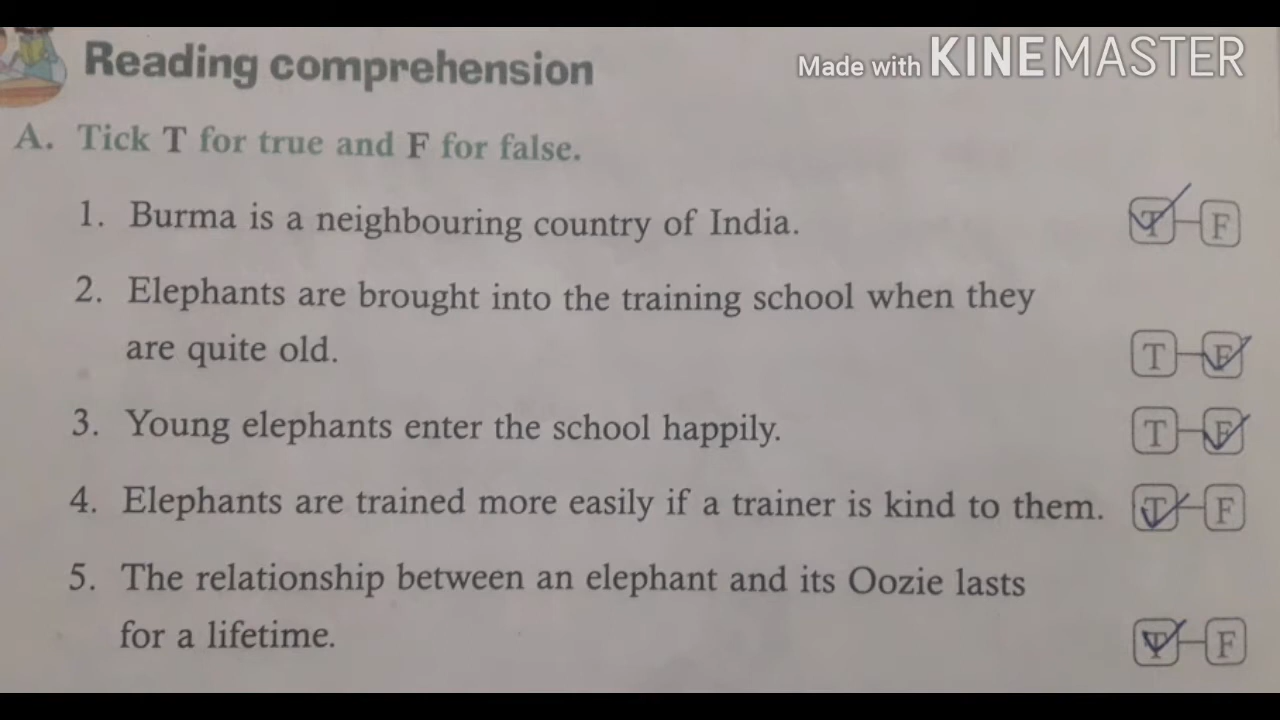 Made with KINEMASTER
Reading comprehension
A. Tick T for true and F for false.
1. Burma is a neighbouring country of India. T F
2. Elephants are brought into the training school when they
are quite old. T F
3. Young elephants enter the school happily. T F
4. Elephants are trained more easily if a trainer is kind to them. T F
5. The relationship between an elephant and its Oozie lasts
for a lifetime. T F